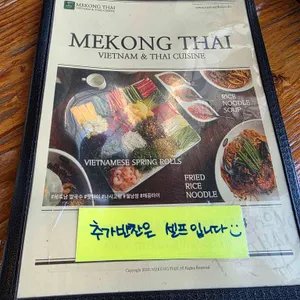 MEKONG THAI
VIETNAM & THAI CUISINE
MEKONG THAI
VIETNAM & THAI CUISINE
RICE
NOODLE
SOUP
VIETNAMESE SPRING ROLLS
FRIED
RICE
NOODLE
추가반찬은 셀프입니다